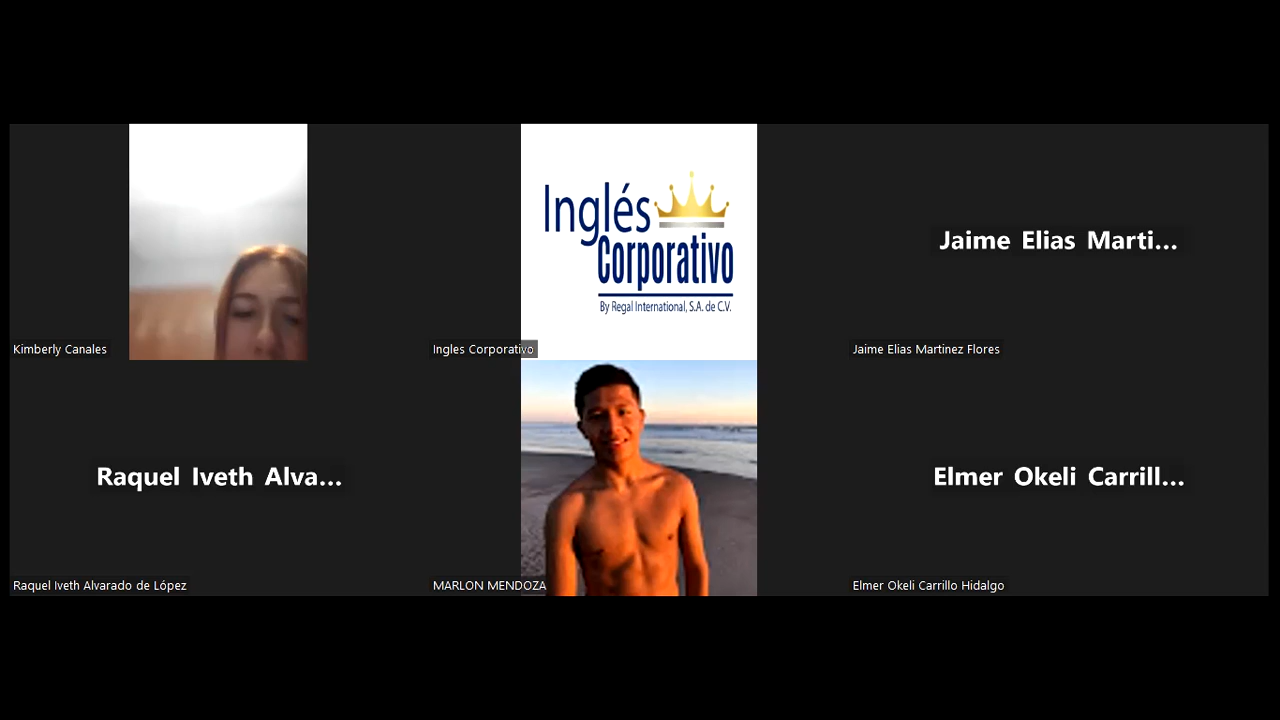 Inglés
Corporativo
By Regal International, S.A. de C.V.
Jaime Elias Marti...
Kimberly Canales
Ingles Corporativo
Jaime Elias Martinez Flores
Raquel Iveth Alva...
Elmer Okeli Carrill...
Raquel Iveth Alvarado de López
MARLON MENDOZA
Elmer Okeli Carrillo Hidalgo